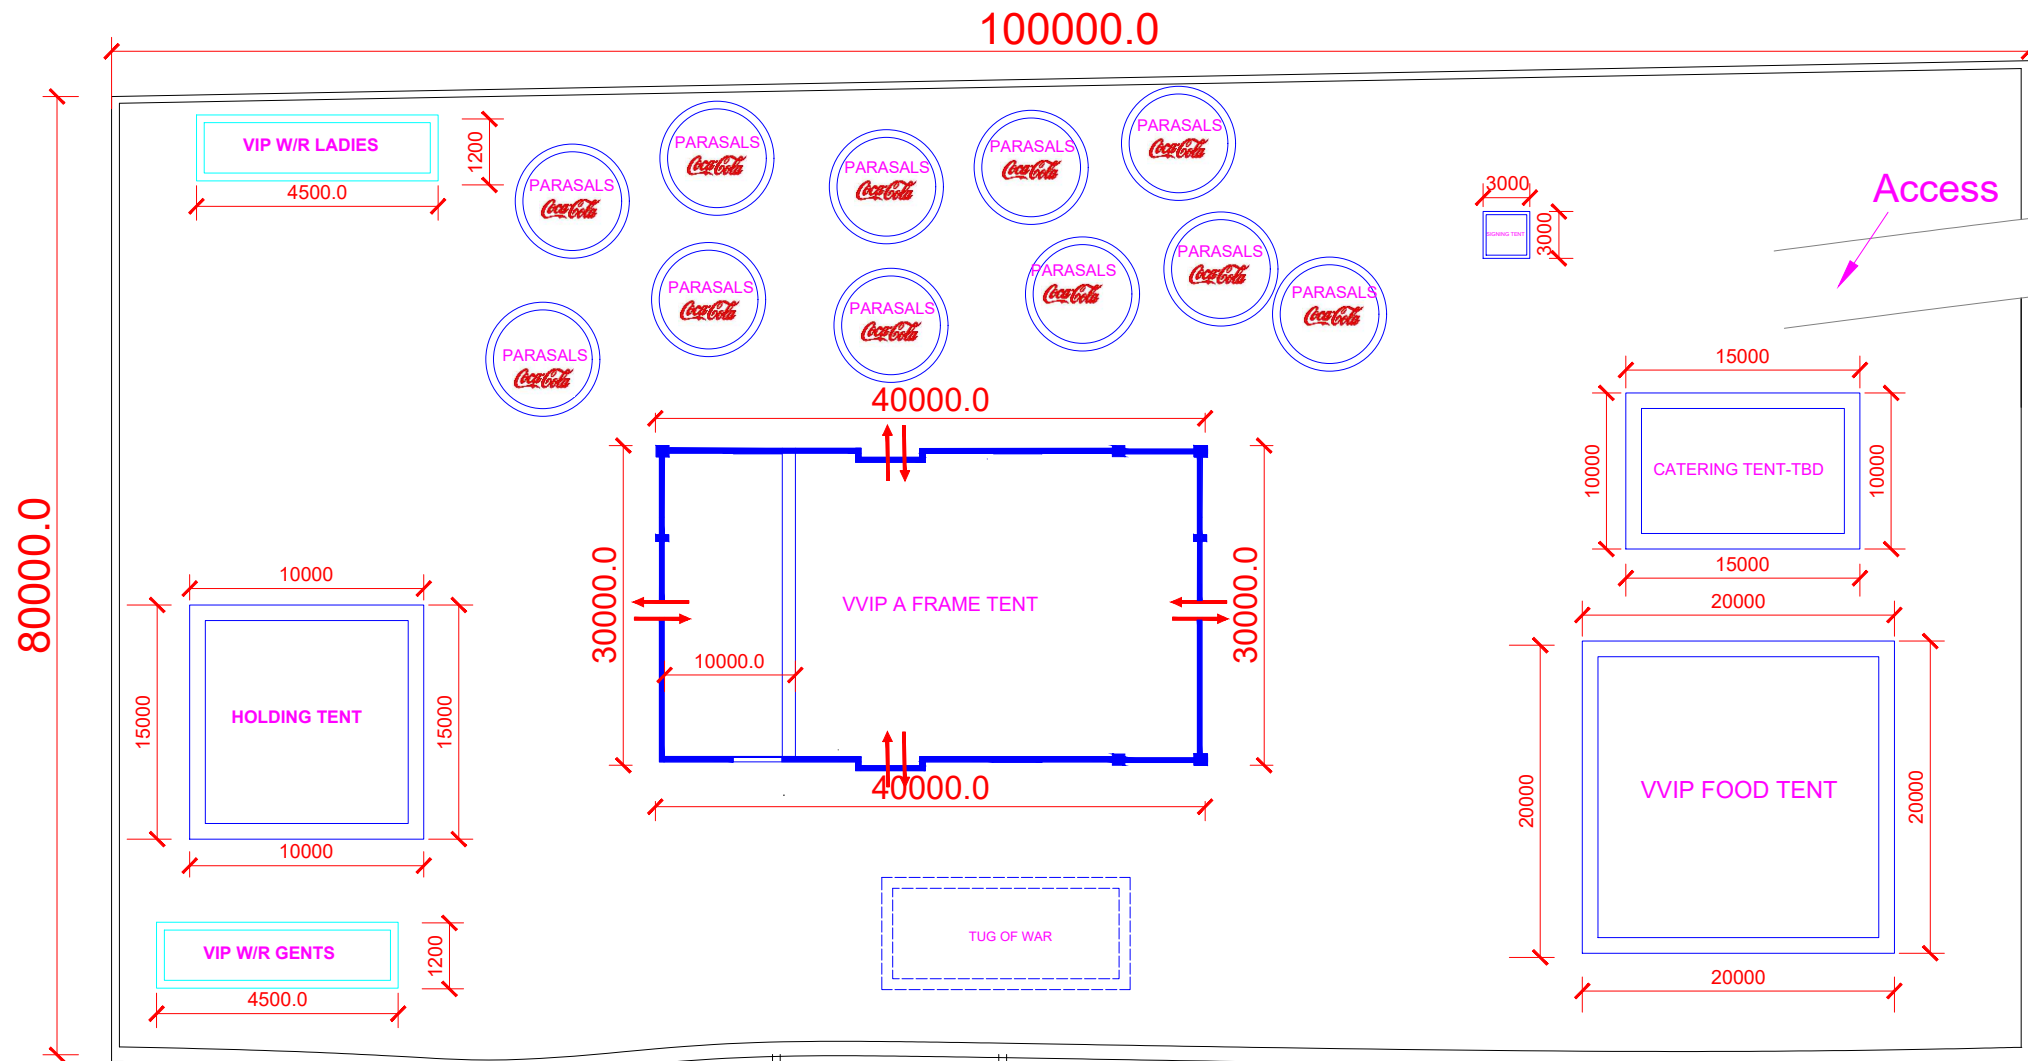 100000.0
80000.0
VIP W/R LADIES
1200
4500.0
PARASALS
Coca-Cola
PARASALS
Coca-Cola
PARASALS
Coca-Cola
PARASALS
Coca-Cola
PARASALS
Coca-Cola
PARASALS
Coca-Cola
PARASALS
Coca-Cola
PARASALS
Coca-Cola
PARASALS
Coca-Cola
PARASALS
Coca-Cola
PARASALS
Coca-Cola
3000
3000
SIGNING TENT
Access
40000.0
30000.0
VVIP A FRAME TENT
10000.0
30000.0
40000.0
15000
10000
CATERING TENT-TBD
10000
15000
10000
15000
HOLDING TENT
15000
10000
20000
20000
VVIP FOOD TENT
20000
20000
TUG OF WAR
VIP W/R GENTS
1200
4500.0